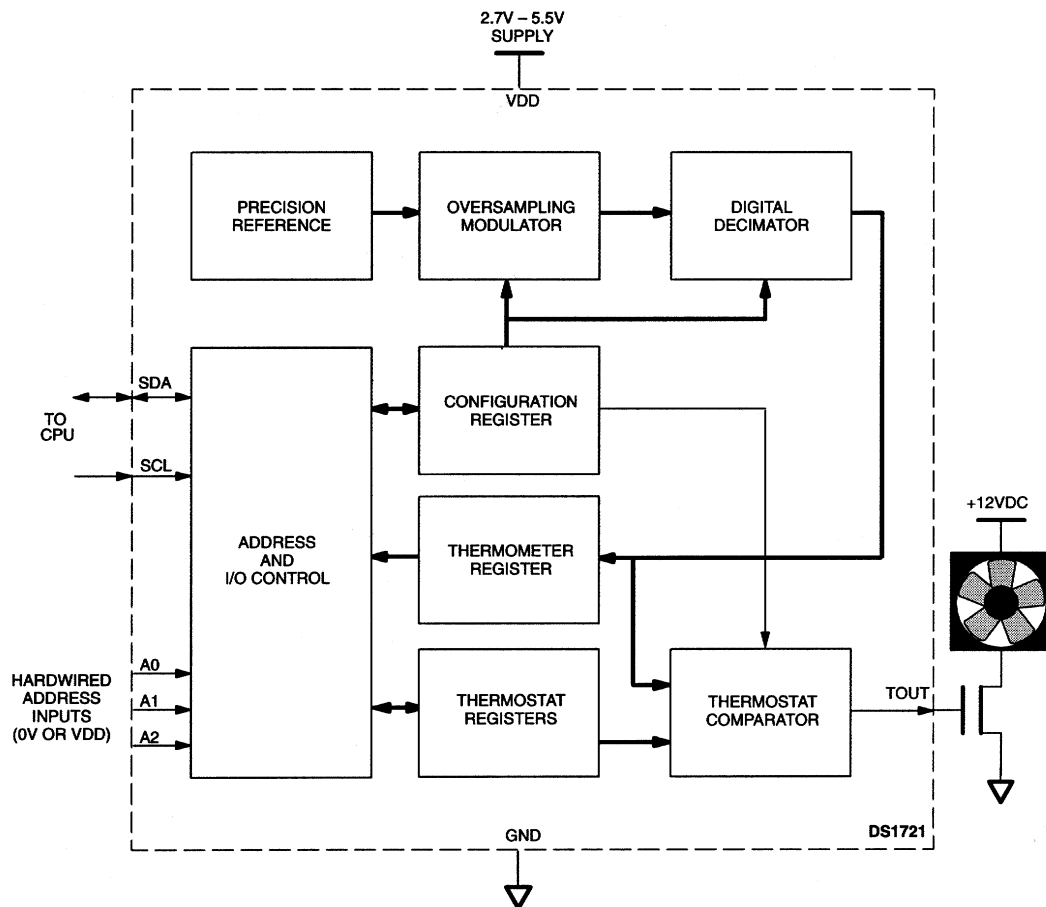 2.7V – 5.5V
SUPPLY
VDD
PRECISION
REFERENCE
OVERSAMPLING
MODULATOR
DIGITAL
DECIMATOR
SDA
TO
CPU
SCL
CONFIGURATION
REGISTER
ADDRESS
AND
I/O CONTROL
THERMOMETER
REGISTER
+12VDC
HARDWIRED
ADDRESS
INPUTS
(0V OR VDD)
A0
A1
A2
THERMOSTAT
REGISTERS
THERMOSTAT
COMPARATOR
TOUT
GND
DS1721